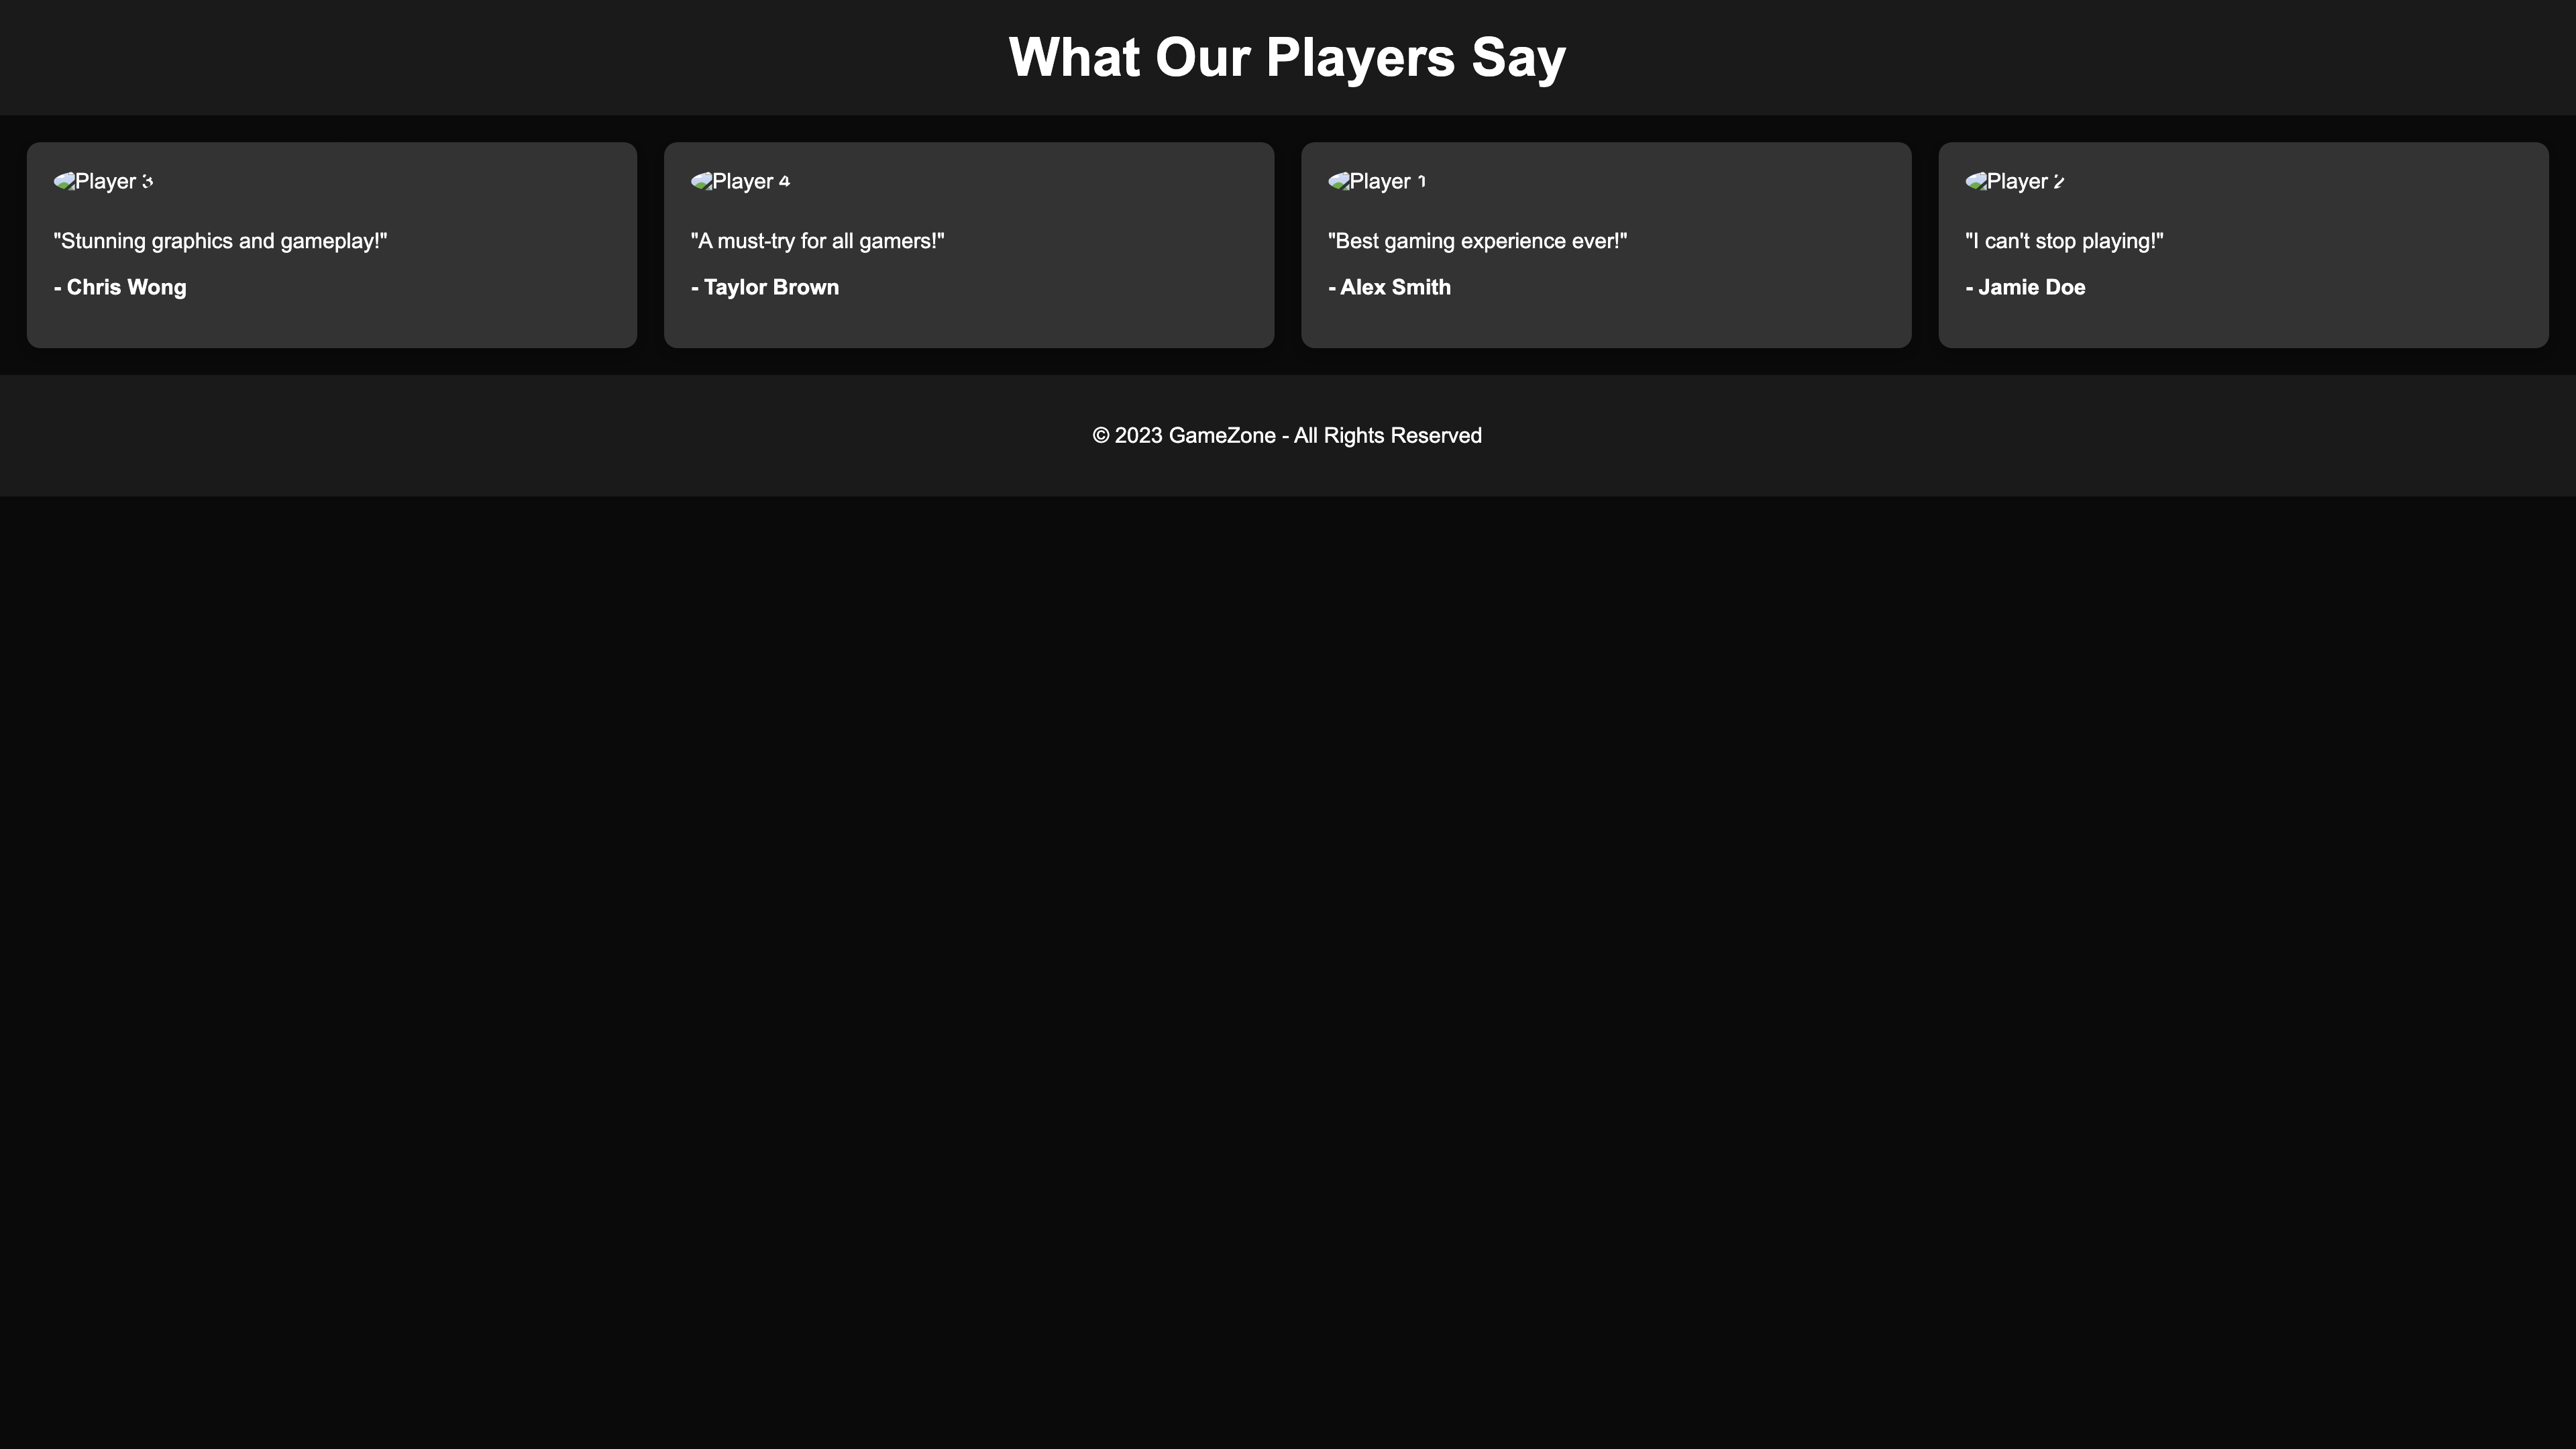 What Our Players Say
Player 3
"Stunning graphics and gameplay!"
- Chris Wong
Player 4
"A must-try for all gamers!"
- Taylor Brown
Player 1
"Best gaming experience ever!"
- Alex Smith
Player 2
"I can't stop playing!"
- Jamie Doe
© 2023 GameZone - All Rights Reserved